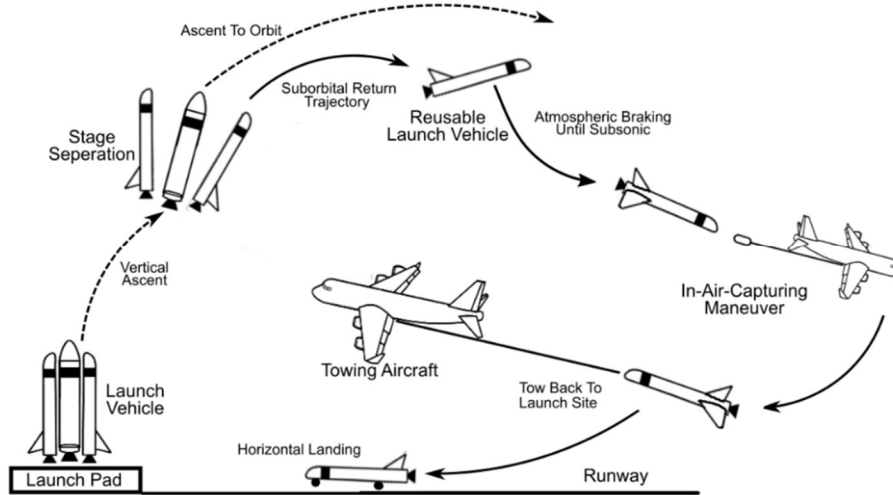 Ascent To Orbit
Suborbital Return
Trajectory
Reusable
Launch Vehicle
Atmospheric Braking
Until Subsonic
Stage
Seperation
Vertical
Ascent
In-Air-Capturing
Maneuver
Towing Aircraft
Tow Back To
Launch Site
Launch
Vehicle
Horizontal Landing
Launch Pad
Runway